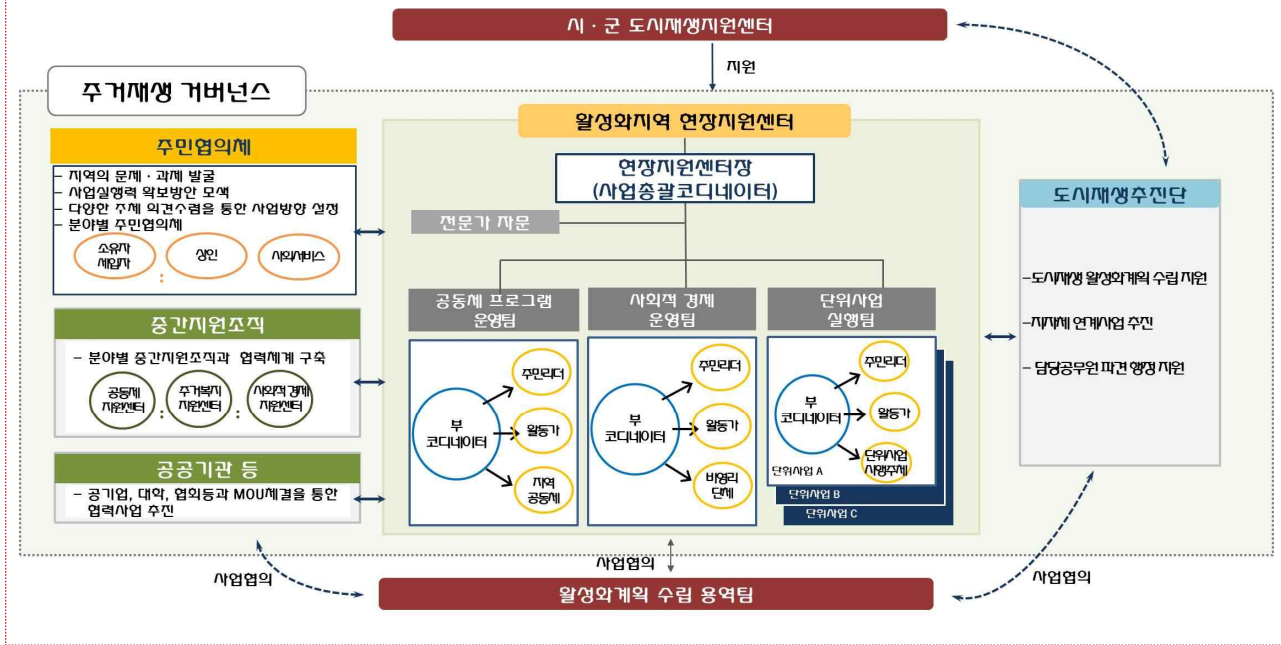 시·군 도시재생지원센터
지원
주거재생 거버넌스
주민협의체
- 지역의 문제·과제 발굴
- 사업실행력 확보방안 모색
- 다양한 주체 의견수렴을 통한 사업방향 설정
- 분야별 주민협의체
소유자
세입자
:
상인
사회서비스
중간지원조직
- 분야별 중간지원조직과 협력체계 구축
공동체
지원센터
:
주거복지
지원센터
:
사회적 경제
지원센터
공공기관 등
- 공기업, 대학, 협회등과 MOU체결을 통한
협력사업 추진
활성화지역 현장지원센터
현장지원센터장
(사업총괄코디네이터)
전문가 자문
공동체 프로그램
운영팀
부
코디네이터
주민리더
활동가
지역
공동체
사회적 경제
운영팀
부
코디네이터
주민리더
활동가
비영리
단체
단위사업
실행팀
부
코디네이터
주민리더
활동가
단위사업
시행주체
단위사업 A
단위사업 B
단위사업 C
도시재생추진단
-도시재생 활성화계획 수립 지원
-지자체 연계사업 추진
-담당공무원 파견 행정 지원
사업협의
사업협의
사업협의
활성화계획 수립 용역팀